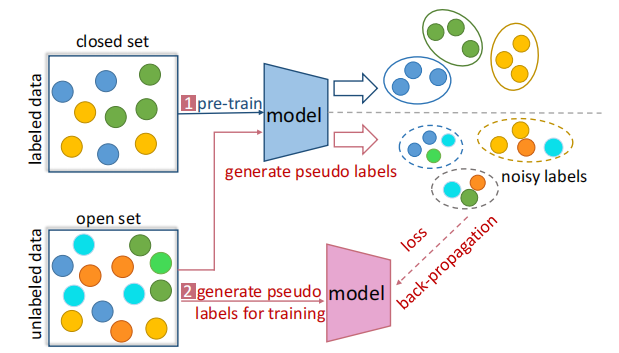 closed set
labeled data
1 pre-train
model
generate pseudo labels
noisy labels
open set
unlabeled data
2 generate pseudo
labels for training
model
loss
back-propagation